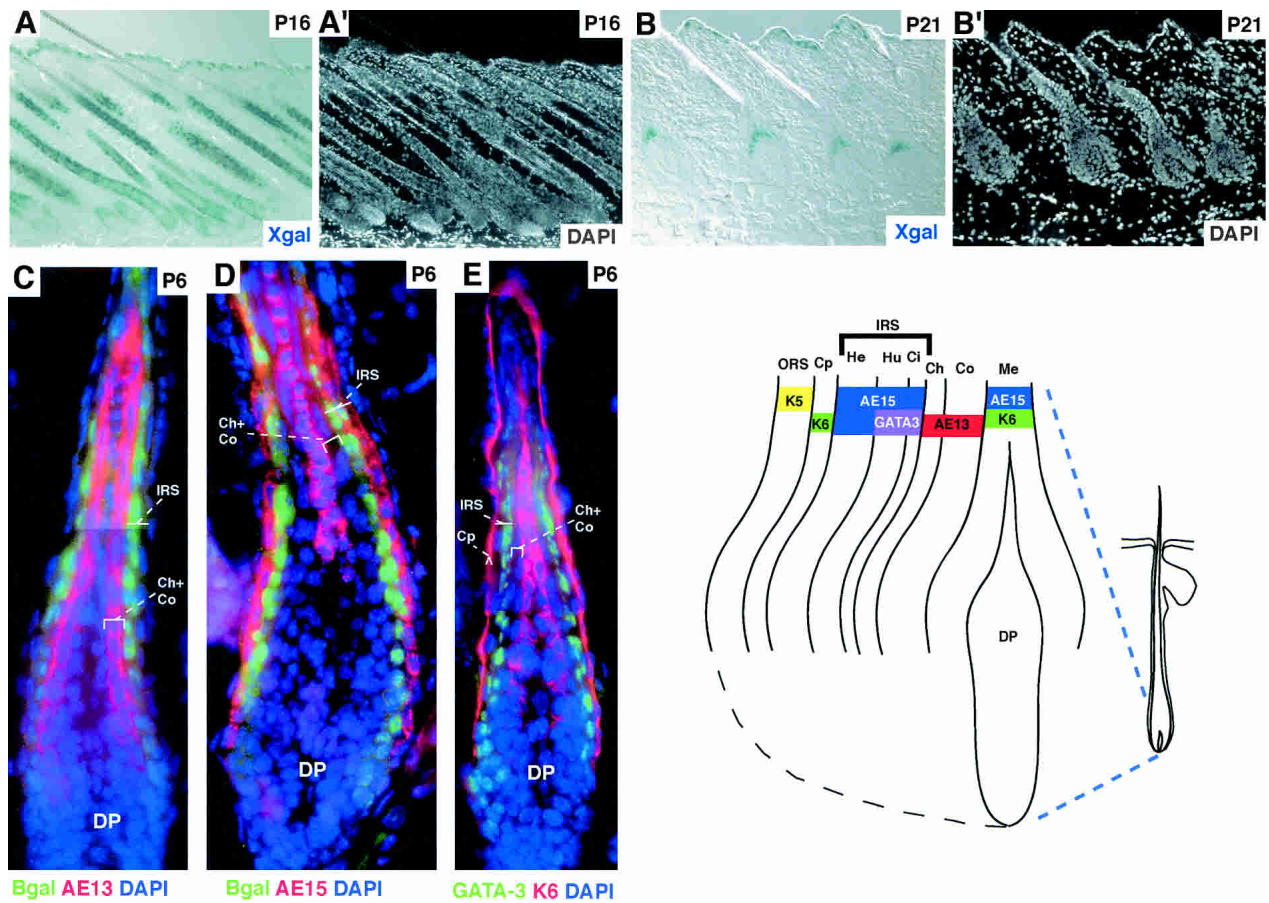 A P16
A' P16
B P21
B' P21
Xgal
DAPI
Xgal
DAPI
C P6
D P6
E P6
IRS
Ch+
Co
DP
IRS
Ch+
Co
DP
IRS
Cp
Ch+
Co
DP
Bgal AE13 DAPI
Bgal AE15 DAPI
GATA-3 K6 DAPI
IRS
ORS Cp He Hu Ci Ch Co Me
K5 AE15 AE15
K6 GATA3 AE13 K6
DP